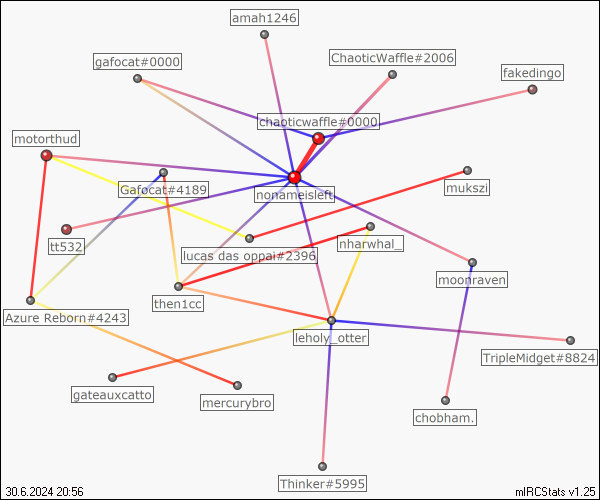 amah1246
gafocat#0000
ChaoticWaffle#2006
fakedingo
chaoticwaffle#0000
motorthud
Gafocat#4189
mukszi
nonameisleft
tt532
nharwhal_
lucas das oppai#2396
moonraven
then1cc
Azure Reborn#4243
leholy_otter
TripleMidget#8824
gateauxcatto
mercurybro
chobham.
Thinker#5995
30.6.2024 20:56
mIRCStats v1.25